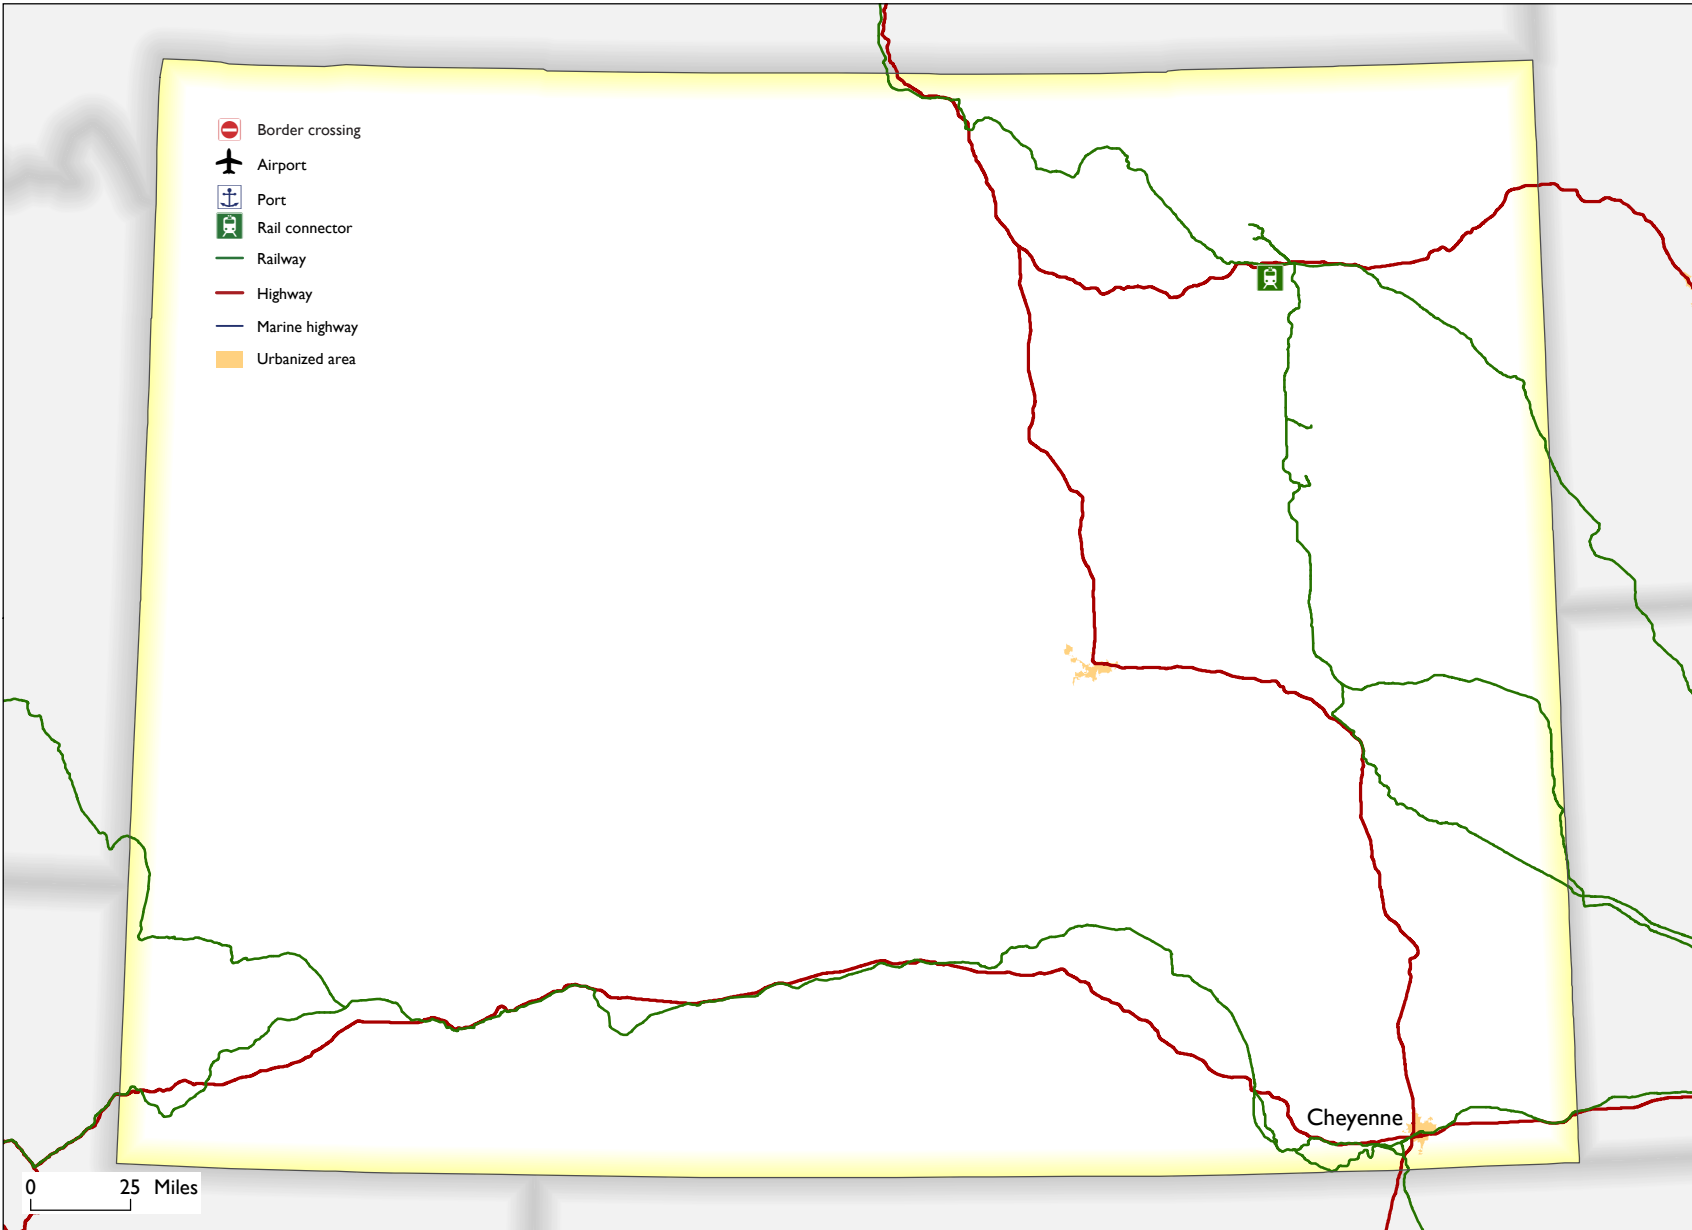 Border crossing
Airport
Port
Rail connector
Railway
Highway
Marine highway
Urbanized area
Cheyenne
0 25 Miles